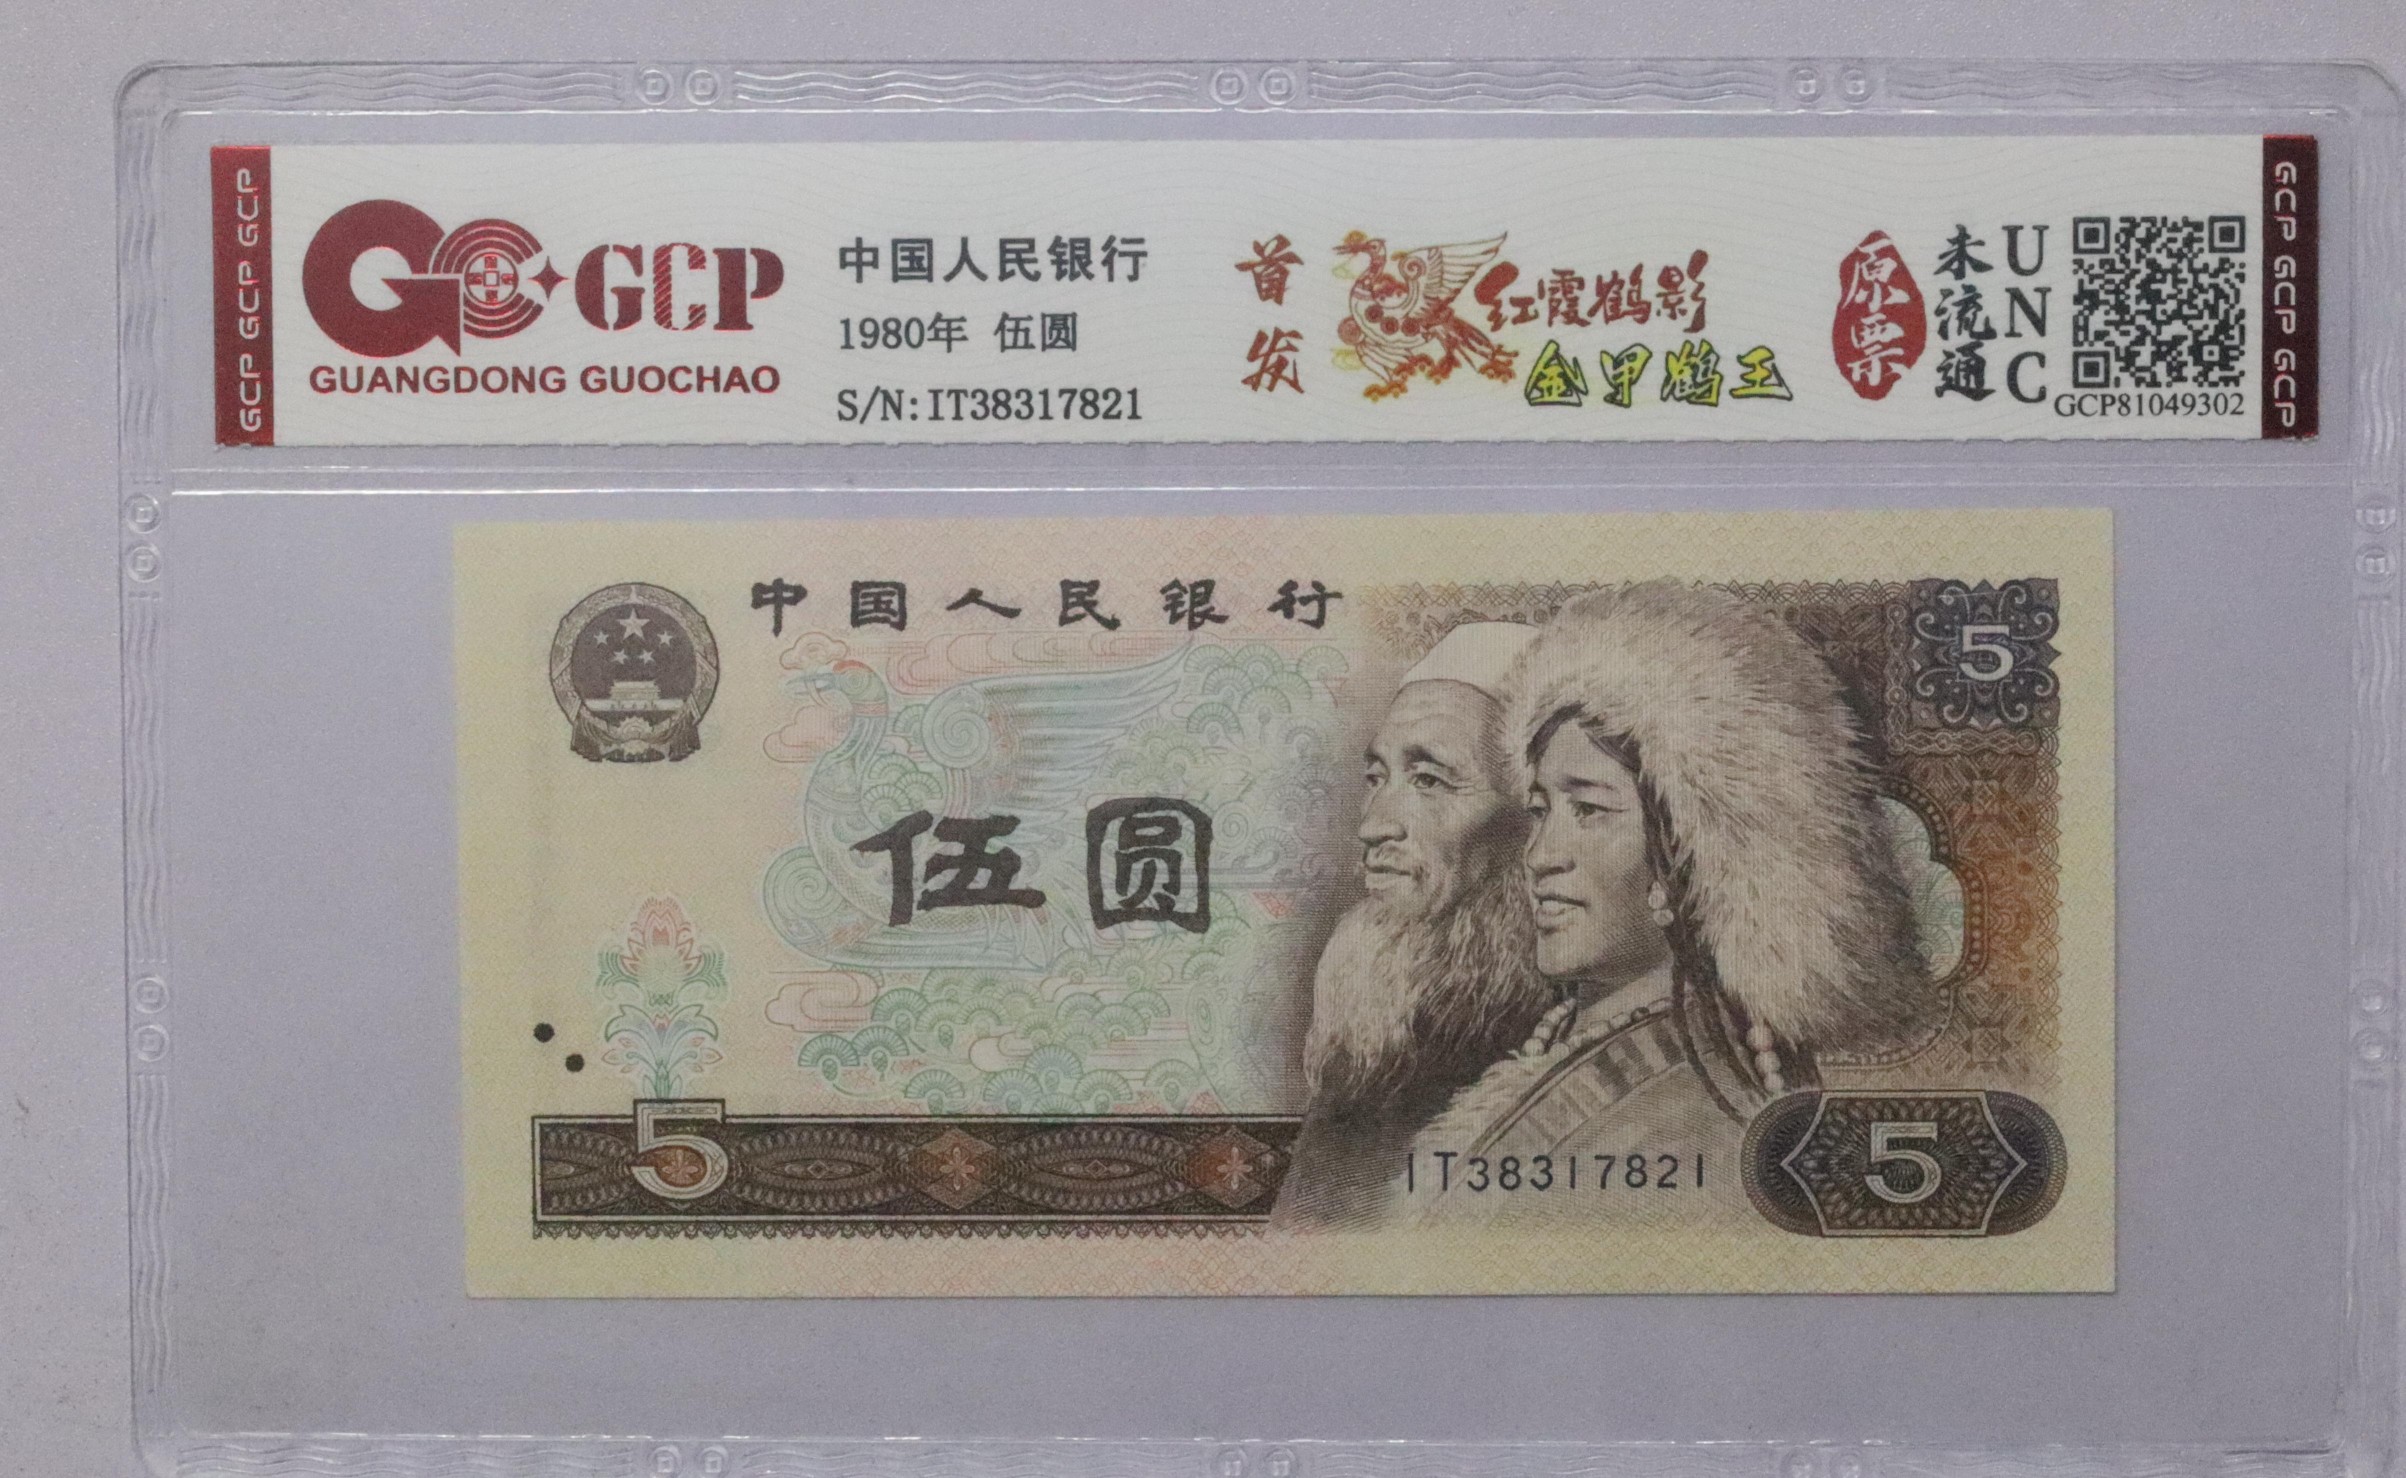 GCP GCP GCP
GCP
GUANGDONG GUOCHAO
中国人民银行
1980年 伍圆
S/N:IT38317821
首发
红霞鹤影
金甲鹤王
原票
未流通
UNC
GCP81049302
GCP GCP GCP
中国人民银行
5
伍圆
5
IT38317821
5